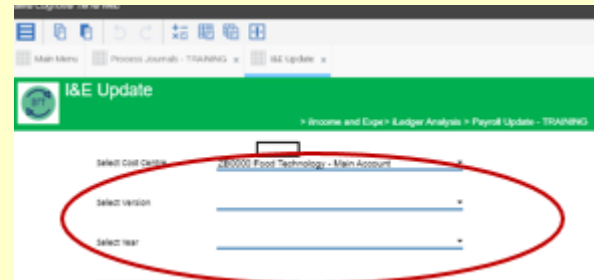 Main Menu Process Journals - TRAINING x I&E Update x
I&E Update
> Income and Expe> iLedger Analysis > Payroll Update - TRAINING
Select Cost Centre 2B0000 Food Technology - Main Account
Select Version
Select Year